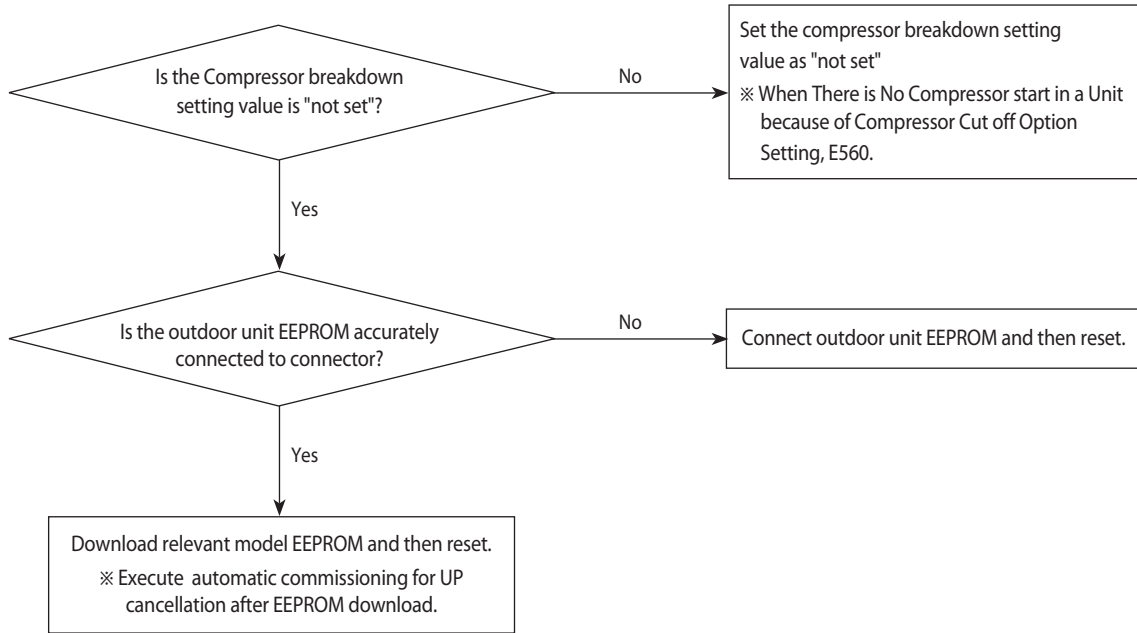 Is the Compressor breakdown
setting value is "not set"?
No
Set the compressor breakdown setting
value as "not set"
※ When There is No Compressor start in a Unit
because of Compressor Cut off Option
Setting, E560.
Yes
Is the outdoor unit EEPROM accurately
connected to connector?
No
Connect outdoor unit EEPROM and then reset.
Yes
Download relevant model EEPROM and then reset.
※ Execute automatic commissioning for UP
cancellation after EEPROM download.